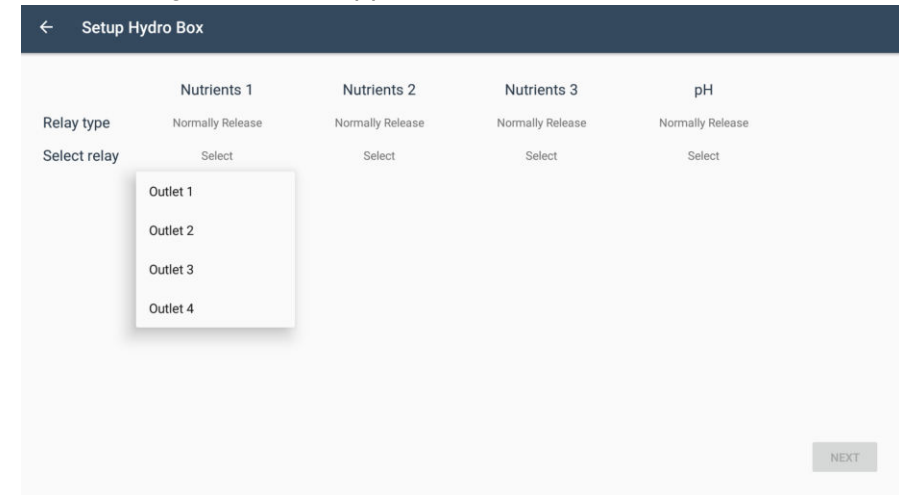 ← Setup Hydro Box
Nutrients 1 Nutrients 2 Nutrients 3 pH
Relay type Normally Release Normally Release Normally Release Normally Release
Select relay Select Select Select Select
Outlet 1
Outlet 2
Outlet 3
Outlet 4
NEXT